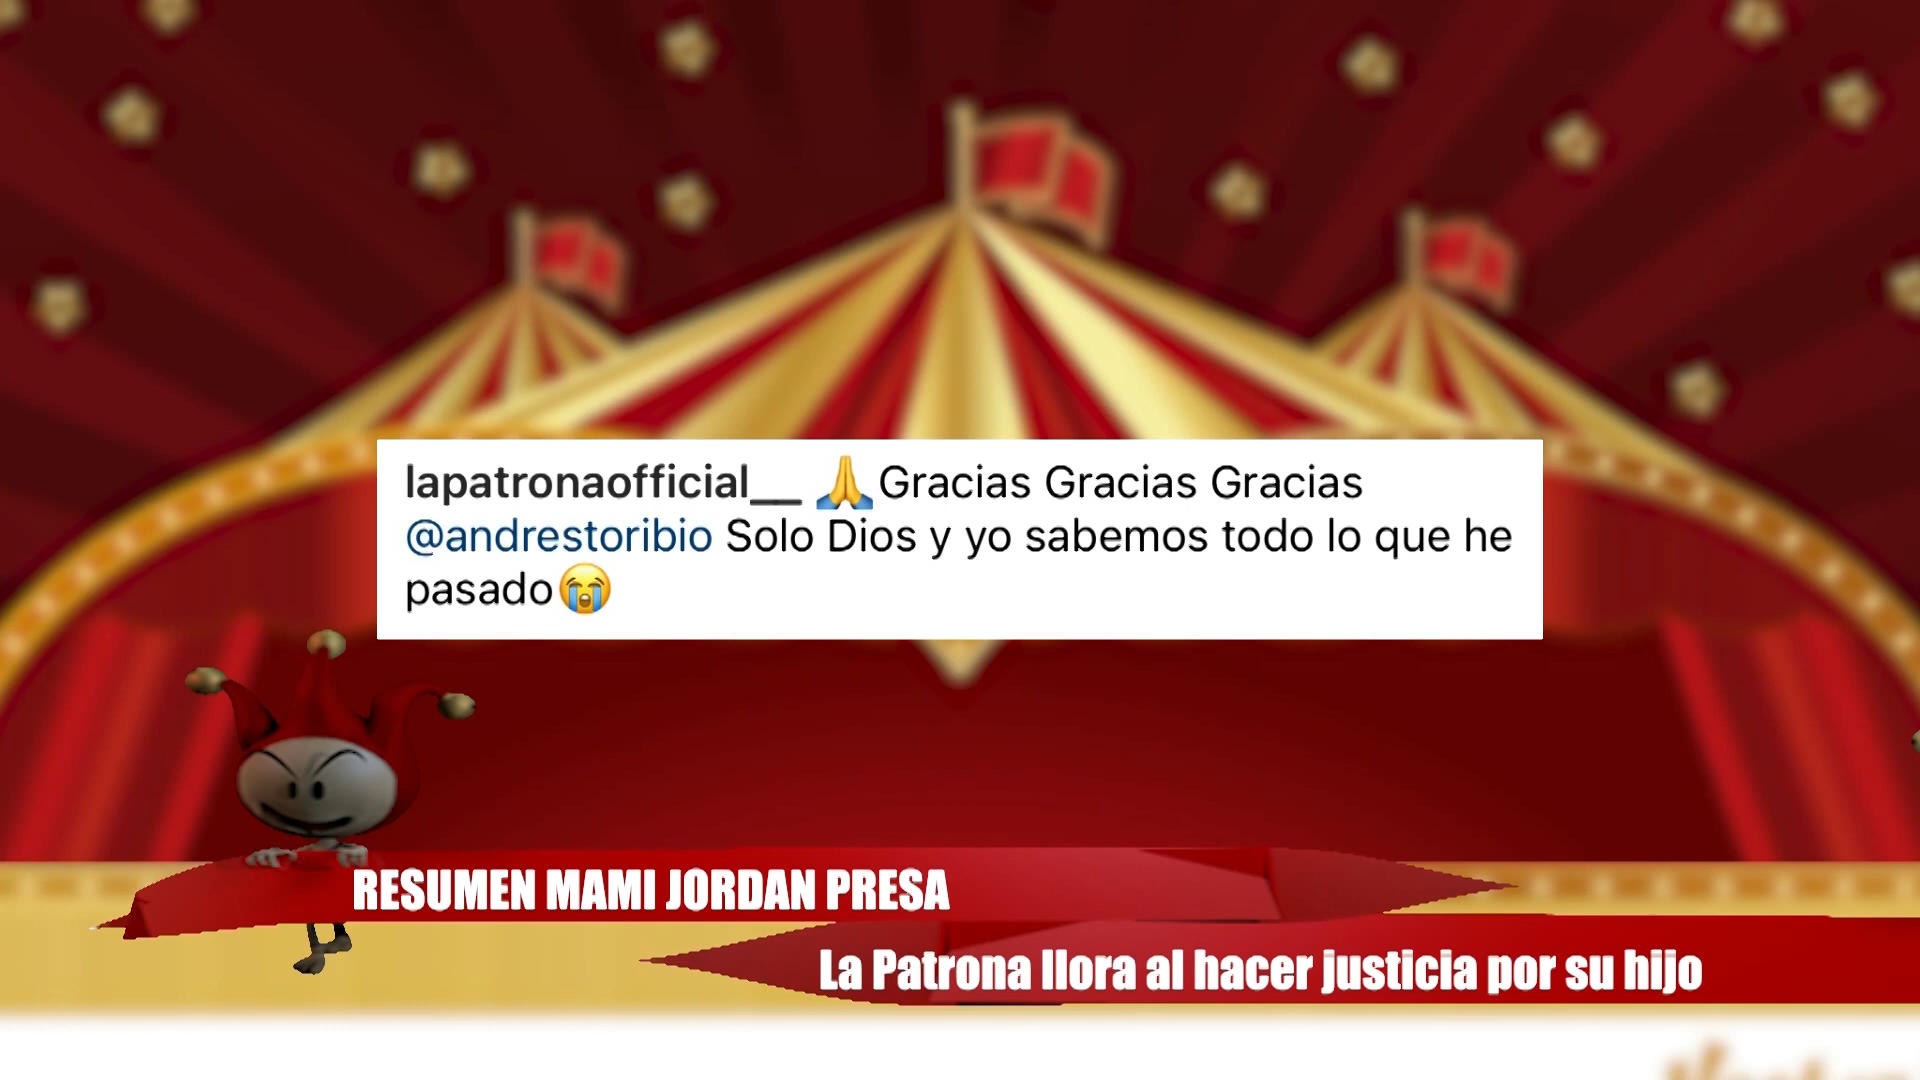 lapatronaofficial__ 🙏Gracias Gracias Gracias
@andrestoribio Solo Dios y yo sabemos todo lo que he
pasado😭
RESUMEN MAMI JORDAN PRESA
La Patrona llora al hacer justicia por su hijo